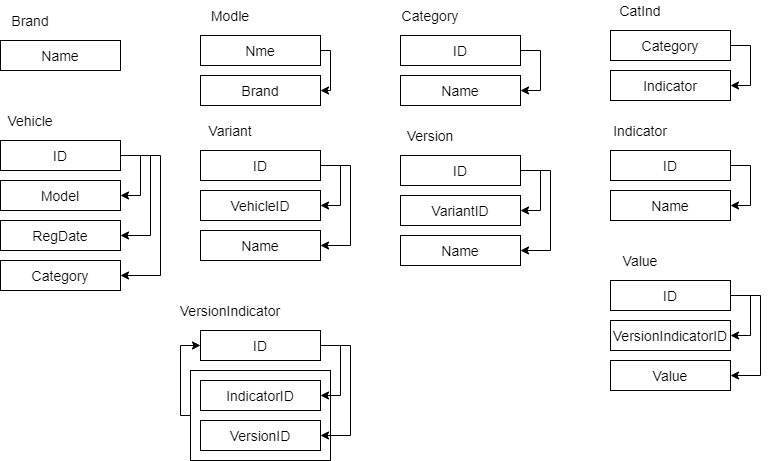 Brand
Name
Modle
Nme
Brand
Category
ID
Name
CatInd
Category
Indicator
Vehicle
ID
Model
RegDate
Category
Variant
ID
VehicleID
Name
Version
ID
VariantID
Name
Indicator
ID
Name
VersionIndicator
ID
IndicatorID
VersionID
Value
ID
VersionIndicatorID
Value